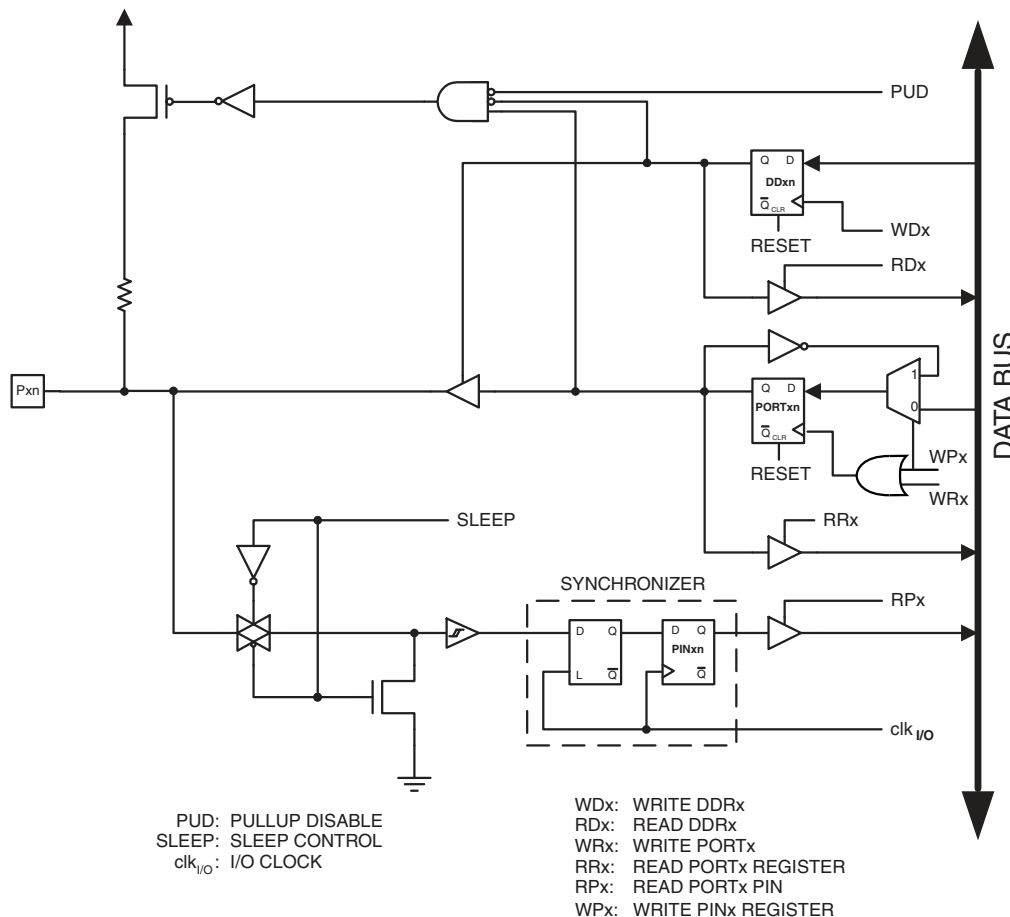 PUD
Q D
DDxn
Q CLR
WDx
RESET
RDx
DATA BUS
Pxn
1
Q D
PORTxn
0
Q CLR
WPx
RESET
WRx
SLEEP
RRx
SYNCHRONIZER
RPx
D Q
D Q
PINxn
L Q
Q
clk I/O
PUD: PULLUP DISABLE
SLEEP: SLEEP CONTROL
clkI/O: I/O CLOCK
WDx: WRITE DDRx
RDx: READ DDRx
WRx: WRITE PORTx
RRx: READ PORTx REGISTER
RPx: READ PORTx PIN
WPx: WRITE PINx REGISTER